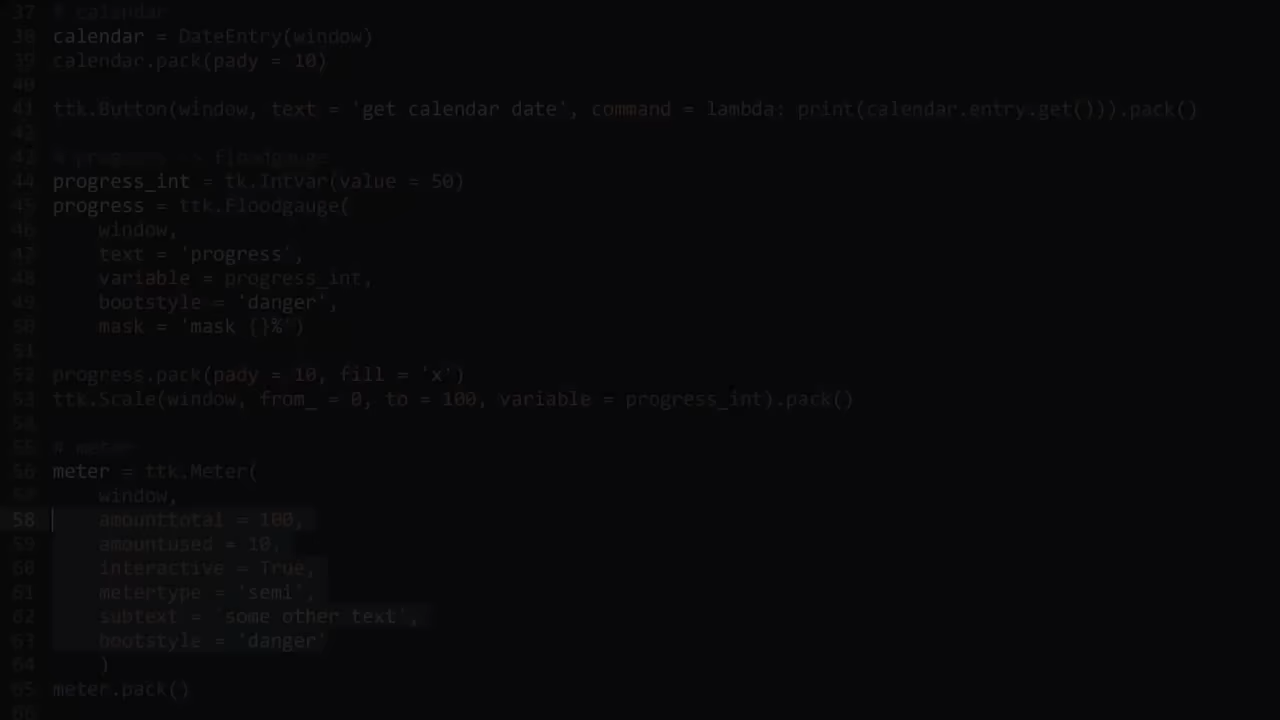 37 # calendar
38 calendar = DateEntry(window)
39 calendar.pack(pady = 10)
40
41 ttk.Button(window, text = 'get calendar date', command = lambda: print(calendar.entry.get())).pack()
42
43 # progress -> Floodgauge
44 progress_int = tk.IntVar(value = 50)
45 progress = ttk.Floodgauge(
46     window,
47     text = 'progress',
48     variable = progress_int,
49     bootstyle = 'danger',
50     mask = 'mask {}%')
51
52 progress.pack(pady = 10, fill = 'x')
53 ttk.Scale(window, from_ = 0, to = 100, variable = progress_int).pack()
54
55 # meter
56 meter = ttk.Meter(
57     window,
58     amounttotal = 100,
59     amountused = 10,
60     interactive = True,
61     metertype = 'semi',
62     subtext = 'some other text',
63     bootstyle = 'danger'
64     )
65 meter.pack()
66